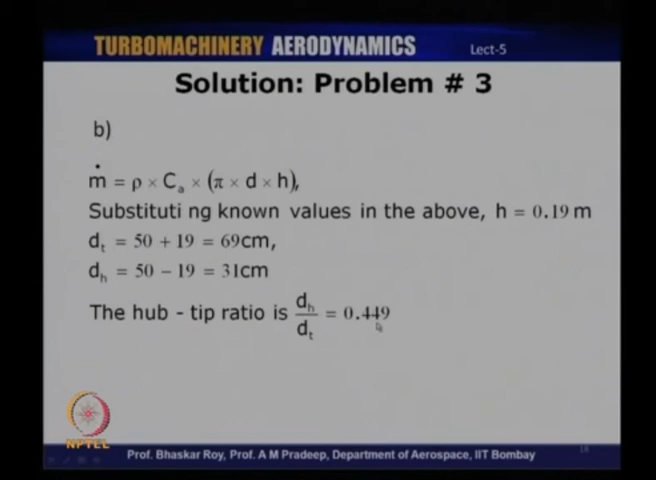 TURBOMACHINERY AERODYNAMICS Lect-5
Solution: Problem # 3
b)
ṁ = ρ × Cₐ × (π × d × h),
Substituti ng known values in the above, h = 0.19 m
dₜ = 50 + 19 = 69cm,
dₕ = 50 − 19 = 31cm
The hub - tip ratio is dₕ/dₜ = 0.449
NPTEL
Prof. Bhaskar Roy, Prof. A M Pradeep, Department of Aerospace, IIT Bombay